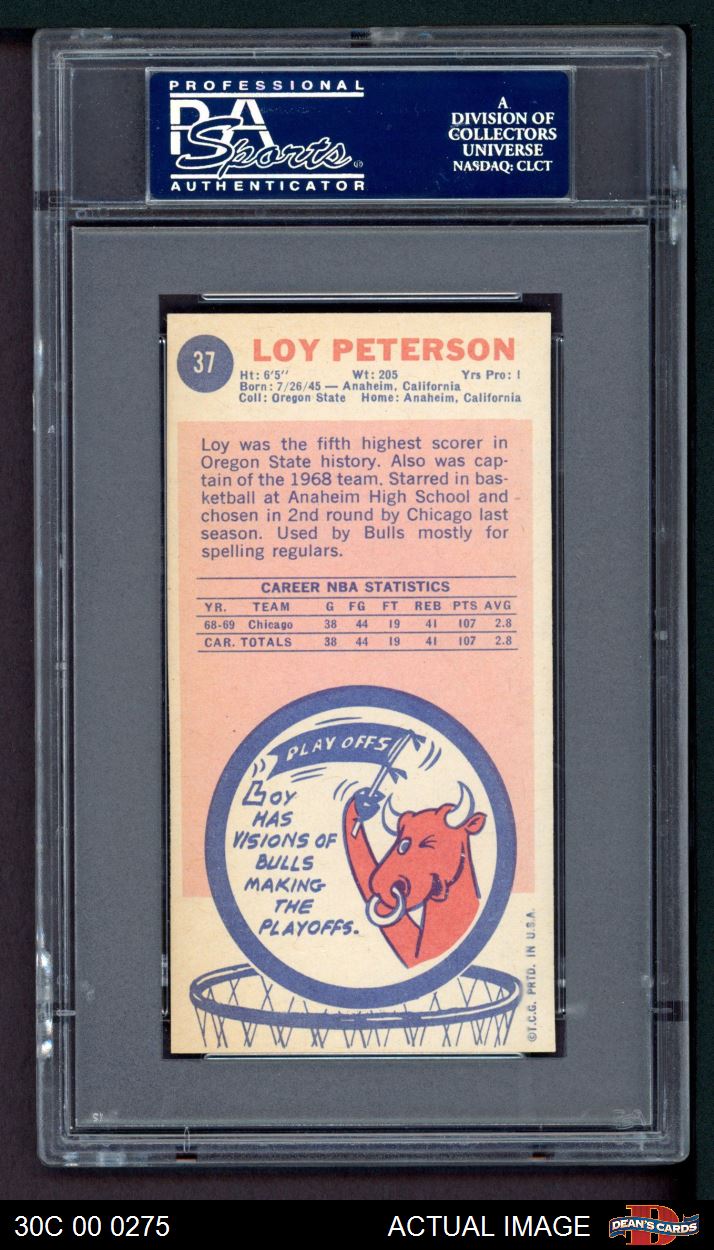 PROFESSIONAL
PSA
Sports
AUTHENTICATOR
A
DIVISION OF
COLLECTORS
UNIVERSE
NASDAQ: CLCT
37
LOY PETERSON
Ht: 6'5" Wt: 205 Yrs Pro: 1
Born: 7/26/45 — Anaheim, California
Coll: Oregon State Home: Anaheim, California
Loy was the fifth highest scorer in
Oregon State history. Also was cap-
tain of the 1968 team. Starred in bas-
ketball at Anaheim High School and
chosen in 2nd round by Chicago last
season. Used by Bulls mostly for
spelling regulars.
CAREER NBA STATISTICS
YR. TEAM G FG FT REB PTS AVG
68-69 Chicago 38 44 19 41 107 2.8
CAR. TOTALS 38 44 19 41 107 2.8
PLAY OFFS
LOY
HAS
VISIONS OF
BULLS
MAKING
THE
PLAYOFFS.
©T.C.G. PRTD. IN U.S.A.
30C 00 0275
ACTUAL IMAGE
DEAN'S CARDS